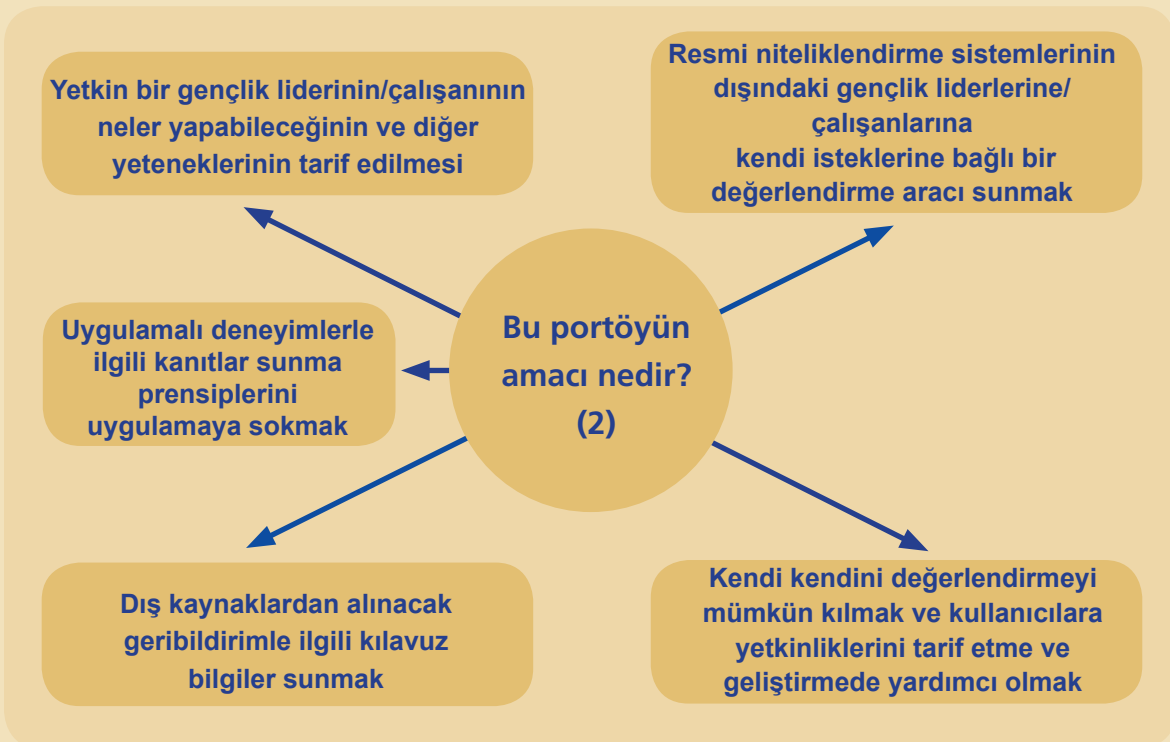 Yetkin bir gençlik liderinin/çalışanının
neler yapabileceğinin ve diğer
yeteneklerinin tarif edilmesi
Resmi niteliklendirme sistemlerinin
dışındaki gençlik liderlerine/
çalışanlarına
kendi isteklerine bağlı bir
değerlendirme aracı sunmak
Uygulamalı deneyimlerle
ilgili kanıtlar sunma
prensiplerini
uygulamaya sokmak
Bu portöyün
amacı nedir?
(2)
Dış kaynaklardan alınacak
geribildirimle ilgili kılavuz
bilgiler sunmak
Kendi kendini değerlendirmeyi
mümkün kılmak ve kullanıcılara
yetkinliklerini tarif etme ve
geliştirmede yardımcı olmak